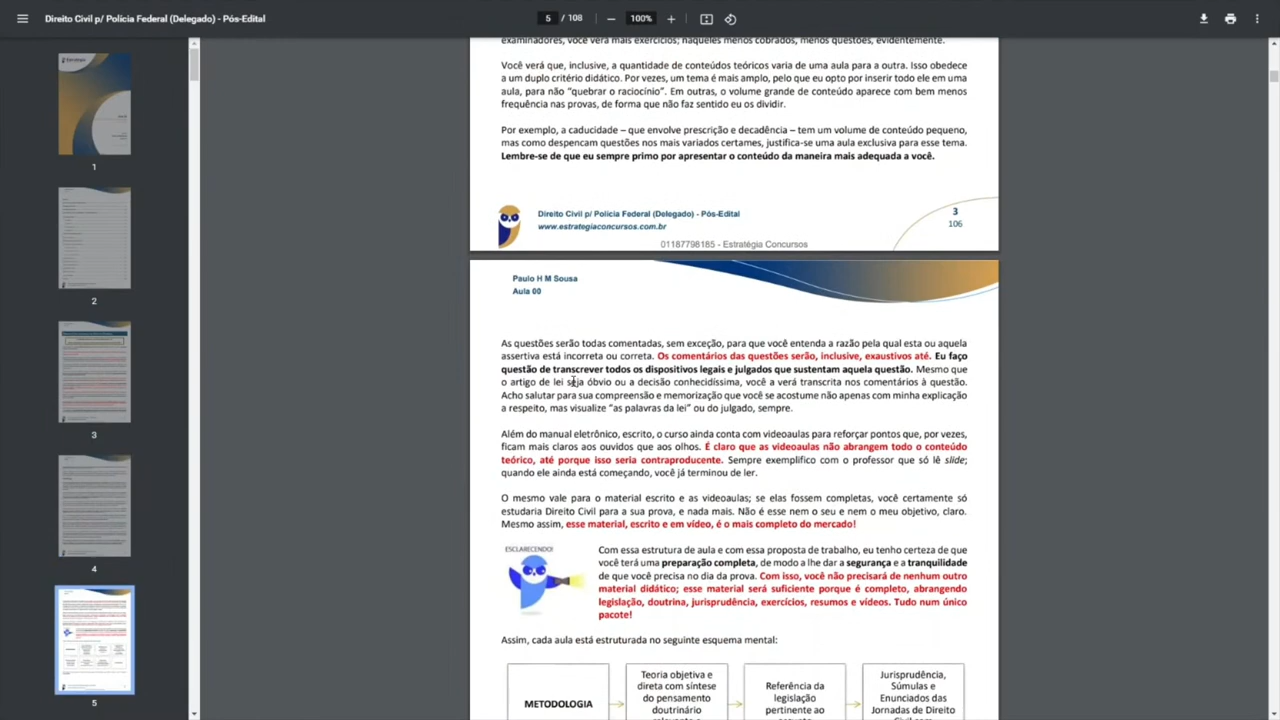 Direito Civil p/ Polícia Federal (Delegado) - Pós-Edital
5 / 108
100%
1
2
3
4
5
examinadores, você verá mais exercícios; naqueles menos cobrados, menos questões, evidentemente.
Você verá que, inclusive, a quantidade de conteúdos teóricos varia de uma aula para a outra. Isso obedece
a um duplo critério didático. Por vezes, um tema é mais amplo, pelo que eu opto por inserir todo ele em uma
aula, para não "quebrar o raciocínio". Em outras, o volume grande de conteúdo aparece com bem menos
frequência nas provas, de forma que não faz sentido eu os dividir.
Por exemplo, a caducidade – que envolve prescrição e decadência – tem um volume de conteúdo pequeno,
mas como despencam questões nos mais variados certames, justifica-se uma aula exclusiva para esse tema.
Lembre-se de que eu sempre primo por apresentar o conteúdo da maneira mais adequada a você.
Direito Civil p/ Polícia Federal (Delegado) - Pós-Edital
www.estrategiaconcursos.com.br
3
106
01187798185 - Estratégia Concursos
Paulo H M Sousa
Aula 00
As questões serão todas comentadas, sem exceção, para que você entenda a razão pela qual esta ou aquela
assertiva está incorreta ou correta. Os comentários das questões serão, inclusive, exaustivos até. Eu faço
questão de transcrever todos os dispositivos legais e julgados que sustentam aquela questão. Mesmo que
o artigo de lei seja óbvio ou a decisão conhecidíssima, você a verá transcrita nos comentários à questão.
Acho salutar para sua compreensão e memorização que você se acostume não apenas com minha explicação
a respeito, mas visualize "as palavras da lei" ou do julgado, sempre.
Além do manual eletrônico, escrito, o curso ainda conta com videoaulas para reforçar pontos que, por vezes,
ficam mais claros aos ouvidos que aos olhos. É claro que as videoaulas não abrangem todo o conteúdo
teórico, até porque isso seria contraproducente. Sempre exemplifico com o professor que só lê slide;
quando ele ainda está começando, você já terminou de ler.
O mesmo vale para o material escrito e as videoaulas; se elas fossem completas, você certamente só
estudaria Direito Civil para a sua prova, e nada mais. Não é esse nem o seu e nem o meu objetivo, claro.
Mesmo assim, esse material, escrito e em vídeo, é o mais completo do mercado!
ESCLARECENDO!
Com essa estrutura de aula e com essa proposta de trabalho, eu tenho certeza de que
você terá uma preparação completa, de modo a lhe dar a segurança e a tranquilidade
de que você precisa no dia da prova. Com isso, você não precisará de nenhum outro
material didático; esse material será suficiente porque é completo, abrangendo
legislação, doutrina, jurisprudência, exercícios, resumos e vídeos. Tudo num único
pacote!
Assim, cada aula está estruturada no seguinte esquema mental:
METODOLOGIA
Teoria objetiva e
direta com síntese
do pensamento
doutrinário
Referência da
legislação
pertinente ao
Jurisprudência,
Súmulas e
Enunciados das
Jornadas de Direito